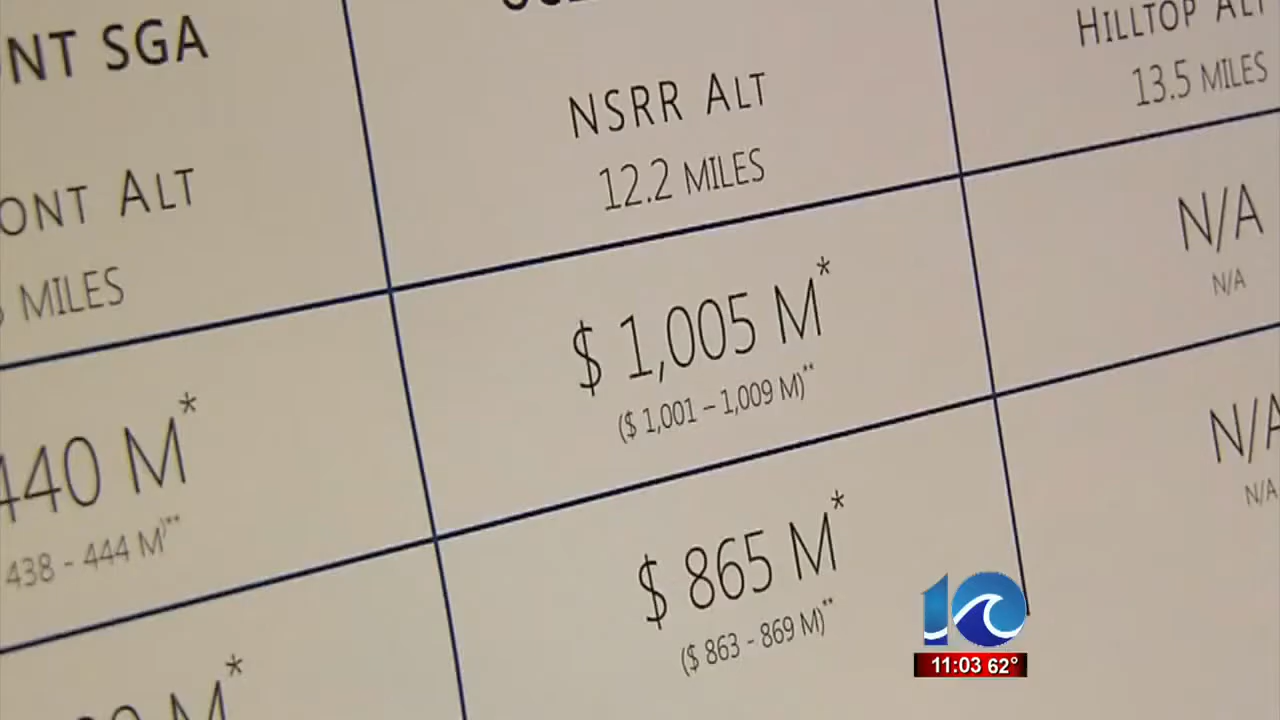 NT SGA
ONT ALT
MILES
440 M*
438 - 444 M)**
M*
NSRR ALT
12.2 MILES
$ 1,005 M*
($ 1,001 – 1,009 M)**
$ 865 M*
($ 863 - 869 M)**
HILLTOP ALT
13.5 MILES
N/A
N/A
N/A
N/A
10
11:03 62°